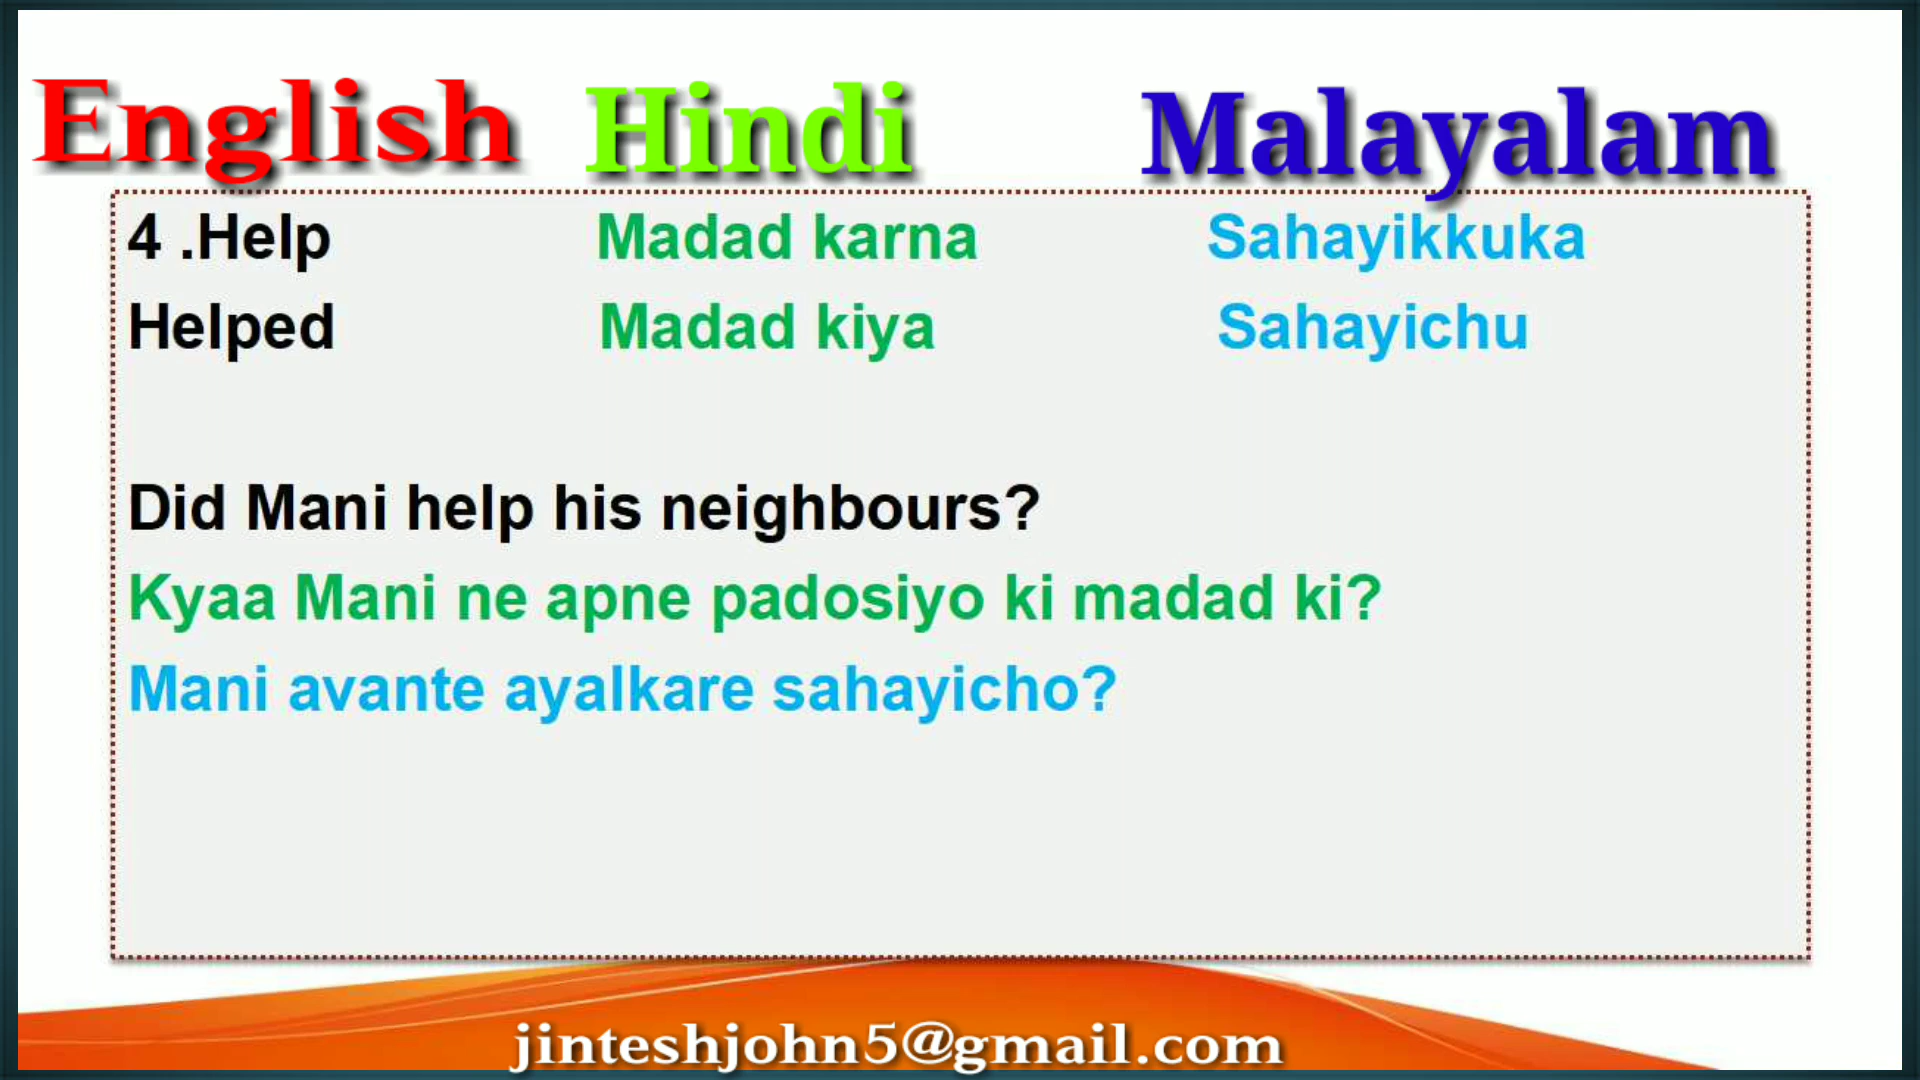 English Hindi Malayalam
4 .Help Madad karna Sahayikkuka
Helped Madad kiya Sahayichu
Did Mani help his neighbours?
Kyaa Mani ne apne padosiyo ki madad ki?
Mani avante ayalkare sahayicho?
jinteshjohn5@gmail.com